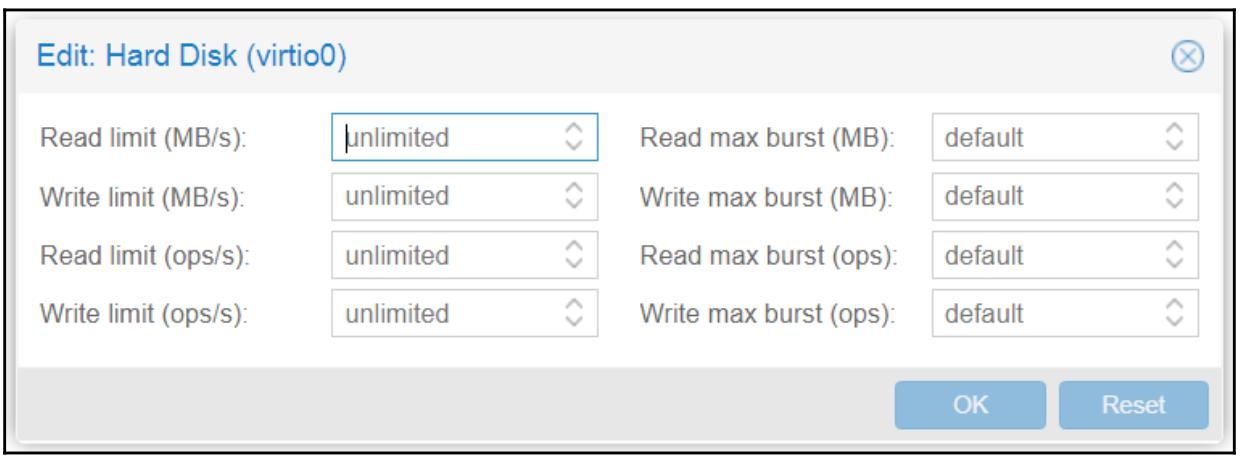 Edit: Hard Disk (virtio0)
Read limit (MB/s): unlimited Read max burst (MB): default
Write limit (MB/s): unlimited Write max burst (MB): default
Read limit (ops/s): unlimited Read max burst (ops): default
Write limit (ops/s): unlimited Write max burst (ops): default
OK Reset